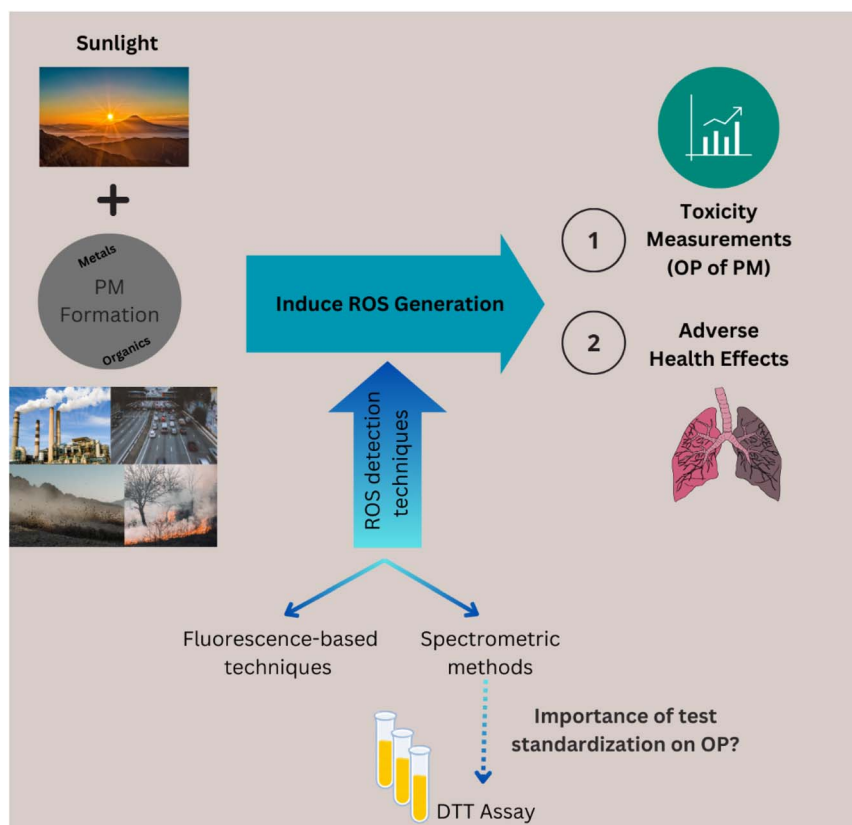 Sunlight
+
Metals
PM
Formation
Organics
Induce ROS Generation
ROS detection
techniques
1
Toxicity
Measurements
(OP of PM)
2
Adverse
Health Effects
Fluorescence-based
techniques
Spectrometric
methods
Importance of test
standardization on OP?
DTT Assay